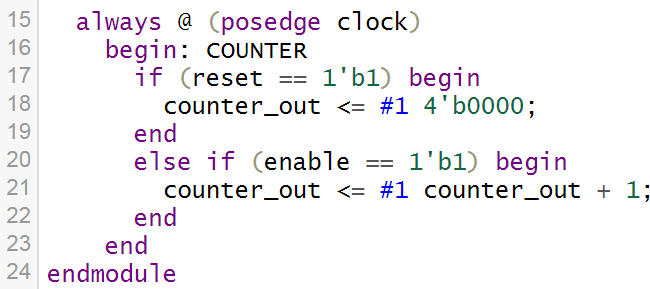 15 always @ (posedge clock)
16 begin: COUNTER
17 if (reset == 1'b1) begin
18 counter_out <= #1 4'b0000;
19 end
20 else if (enable == 1'b1) begin
21 counter_out <= #1 counter_out + 1;
22 end
23 end
24 endmodule